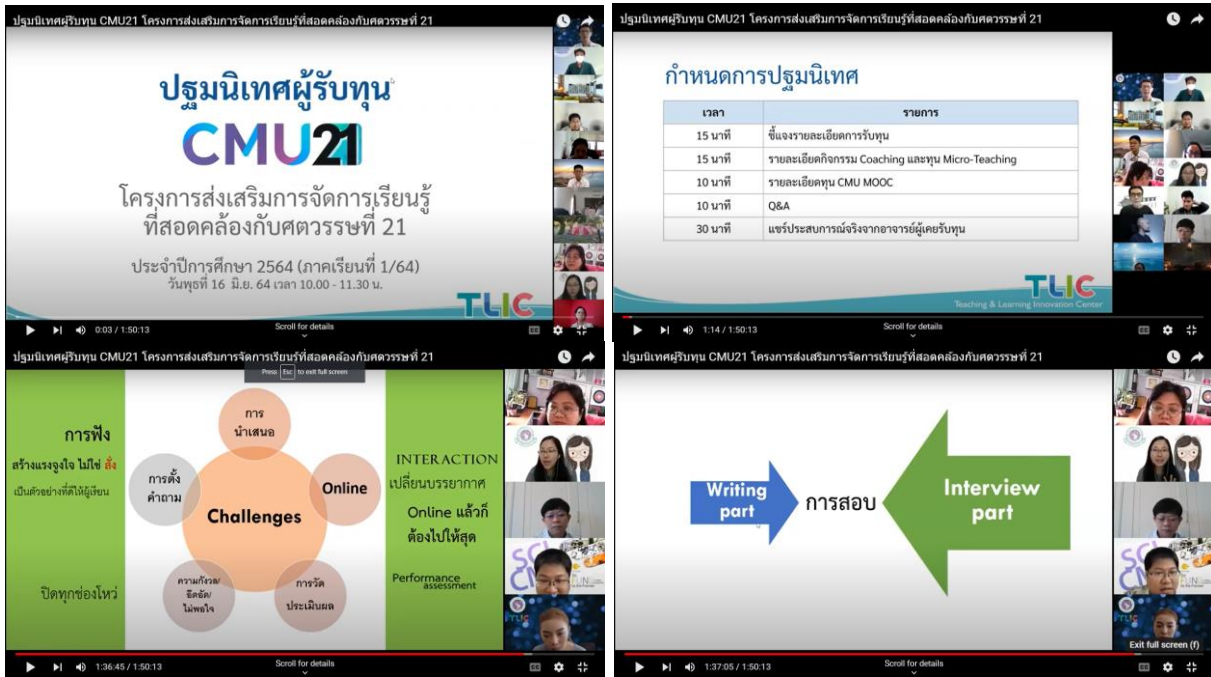 ปฐมนิเทศผู้รับทุน CMU21 โครงการส่งเสริมการจัดการเรียนรู้ที่สอดคล้องกับศตวรรษที่ 21
ปฐมนิเทศผู้รับทุน
CMU21
โครงการส่งเสริมการจัดการเรียนรู้
ที่สอดคล้องกับศตวรรษที่ 21
ประจำปีการศึกษา 2564 (ภาคเรียนที่ 1/64)
วันพุธที่ 16 มิ.ย. 64 เวลา 10.00 - 11.30 น.
TLIC
0:03 / 1:50:13
Scroll for details
ปฐมนิเทศผู้รับทุน CMU21 โครงการส่งเสริมการจัดการเรียนรู้ที่สอดคล้องกับศตวรรษที่ 21
กำหนดการปฐมนิเทศ
เวลา รายการ
15 นาที ชี้แจงรายละเอียดการรับทุน
15 นาที รายละเอียดกิจกรรม Coaching และทุน Micro-Teaching
10 นาที รายละเอียดทุน CMU MOOC
10 นาที Q&A
30 นาที แชร์ประสบการณ์จริงจากอาจารย์ผู้เคยรับทุน
TLIC
Teaching & Learning Innovation Center
1:14 / 1:50:13
Scroll for details
ปฐมนิเทศผู้รับทุน CMU21 โครงการส่งเสริมการจัดการเรียนรู้ที่สอดคล้องกับศตวรรษที่ 21
Press Esc to exit full screen
การฟัง
สร้างแรงจูงใจ ไม่ใช่ สั่ง
เป็นตัวอย่างที่ดีให้ผู้เรียน
ปิดทุกช่องโหว่
การ
นำเสนอ
การตั้ง
คำถาม
Online
Challenges
ความกังวล/
อึดอัด/
ไม่พอใจ
การวัด
ประเมินผล
INTERACTION
เปลี่ยนบรรยากาศ
Online แล้วก็
ต้องไปให้สุด
Performance
assessment
1:36:45 / 1:50:13
Scroll for details
ปฐมนิเทศผู้รับทุน CMU21 โครงการส่งเสริมการจัดการเรียนรู้ที่สอดคล้องกับศตวรรษที่ 21
Writing
part
การสอบ
Interview
part
Exit full screen (f)
1:37:05 / 1:50:13
Scroll for details